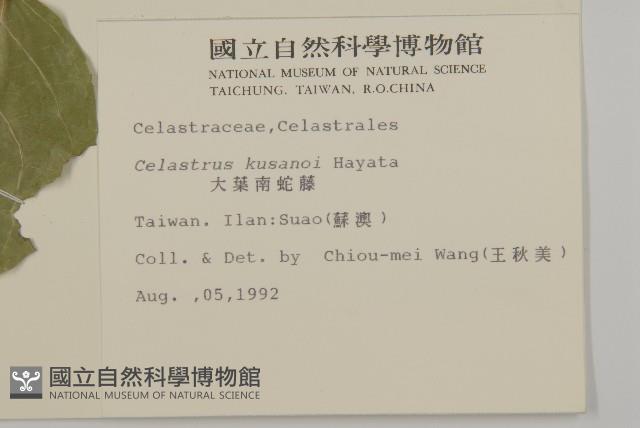 國立自然科學博物館
NATIONAL MUSEUM OF NATURAL SCIENCE
TAICHUNG, TAIWAN, R.O.CHINA
Celastraceae,Celastrales
Celastrus kusanoi Hayata
大葉南蛇藤
Taiwan. Ilan:Suao(蘇澳)
Coll. & Det. by Chiou-mei Wang(王秋美)
Aug. ,05,1992
國立自然科學博物館
NATIONAL MUSEUM OF NATURAL SCIENCE